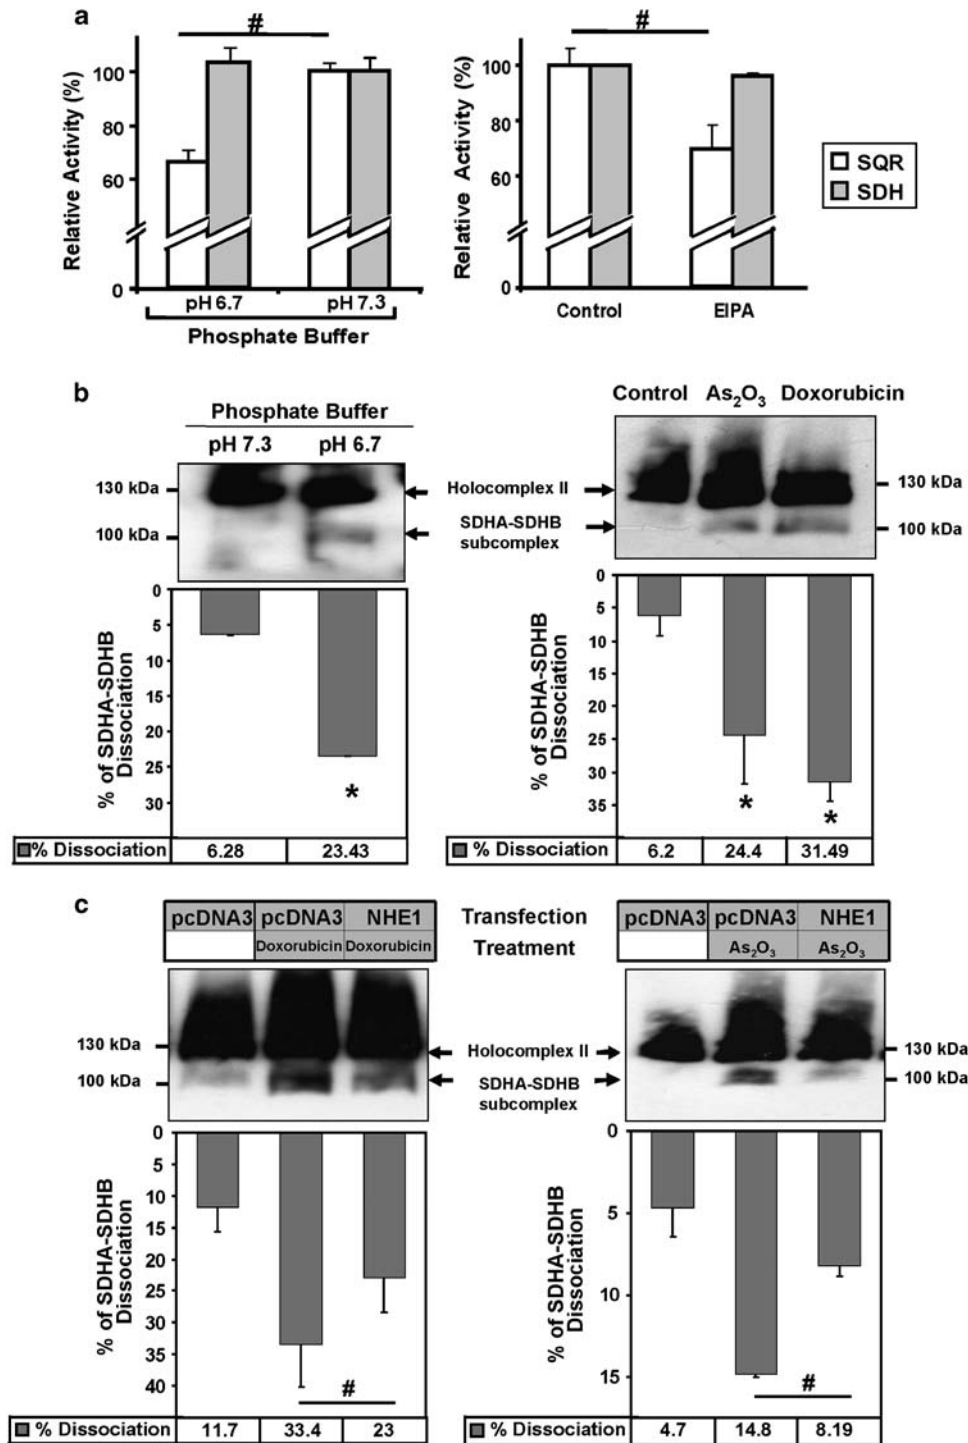 a
#
#
Relative Activity (%)
100
80
60
0
pH 6.7 pH 7.3
Phosphate Buffer
Relative Activity (%)
100
80
60
0
Control EIPA
SQR
SDH
b
Phosphate Buffer
pH 7.3 pH 6.7
130 kDa
100 kDa
Holocomplex II
SDHA-SDHB
subcomplex
Control As₂O₃ Doxorubicin
130 kDa
100 kDa
% of SDHA-SDHB
Dissociation
0
5
10
15
20
25
30
*
% Dissociation 6.28 23.43
% of SDHA-SDHB
Dissociation
0
5
10
15
20
25
30
35
* *
% Dissociation 6.2 24.4 31.49
c
pcDNA3 pcDNA3 NHE1
Doxorubicin Doxorubicin
Transfection
Treatment
pcDNA3 pcDNA3 NHE1
As₂O₃ As₂O₃
130 kDa
100 kDa
Holocomplex II
SDHA-SDHB
subcomplex
130 kDa
100 kDa
% of SDHA-SDHB
Dissociation
0
5
10
15
20
25
30
35
40
#
% Dissociation 11.7 33.4 23
% of SDHA-SDHB
Dissociation
0
5
10
15
#
% Dissociation 4.7 14.8 8.19